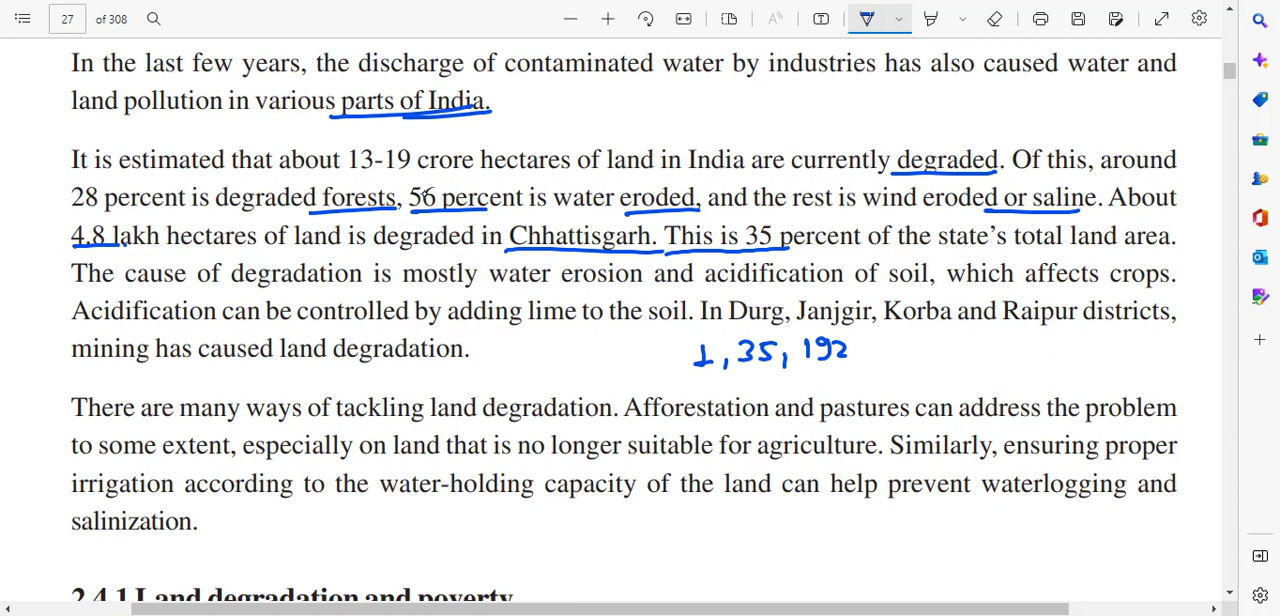 27 of 308
In the last few years, the discharge of contaminated water by industries has also caused water and
land pollution in various parts of India.
It is estimated that about 13-19 crore hectares of land in India are currently degraded. Of this, around
28 percent is degraded forests, 56 percent is water eroded, and the rest is wind eroded or saline. About
4.8 lakh hectares of land is degraded in Chhattisgarh. This is 35 percent of the state's total land area.
The cause of degradation is mostly water erosion and acidification of soil, which affects crops.
Acidification can be controlled by adding lime to the soil. In Durg, Janjgir, Korba and Raipur districts,
mining has caused land degradation.
1, 35, 192
There are many ways of tackling land degradation. Afforestation and pastures can address the problem
to some extent, especially on land that is no longer suitable for agriculture. Similarly, ensuring proper
irrigation according to the water-holding capacity of the land can help prevent waterlogging and
salinization.
2.4.1 Land degradation and poverty